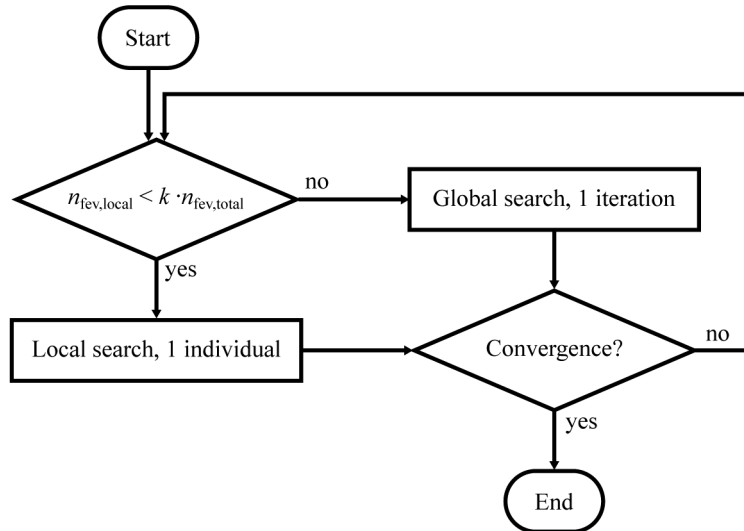 Start
n_fev,local < k ·n_fev,total
no
Global search, 1 iteration
yes
Local search, 1 individual
Convergence?
no
yes
End